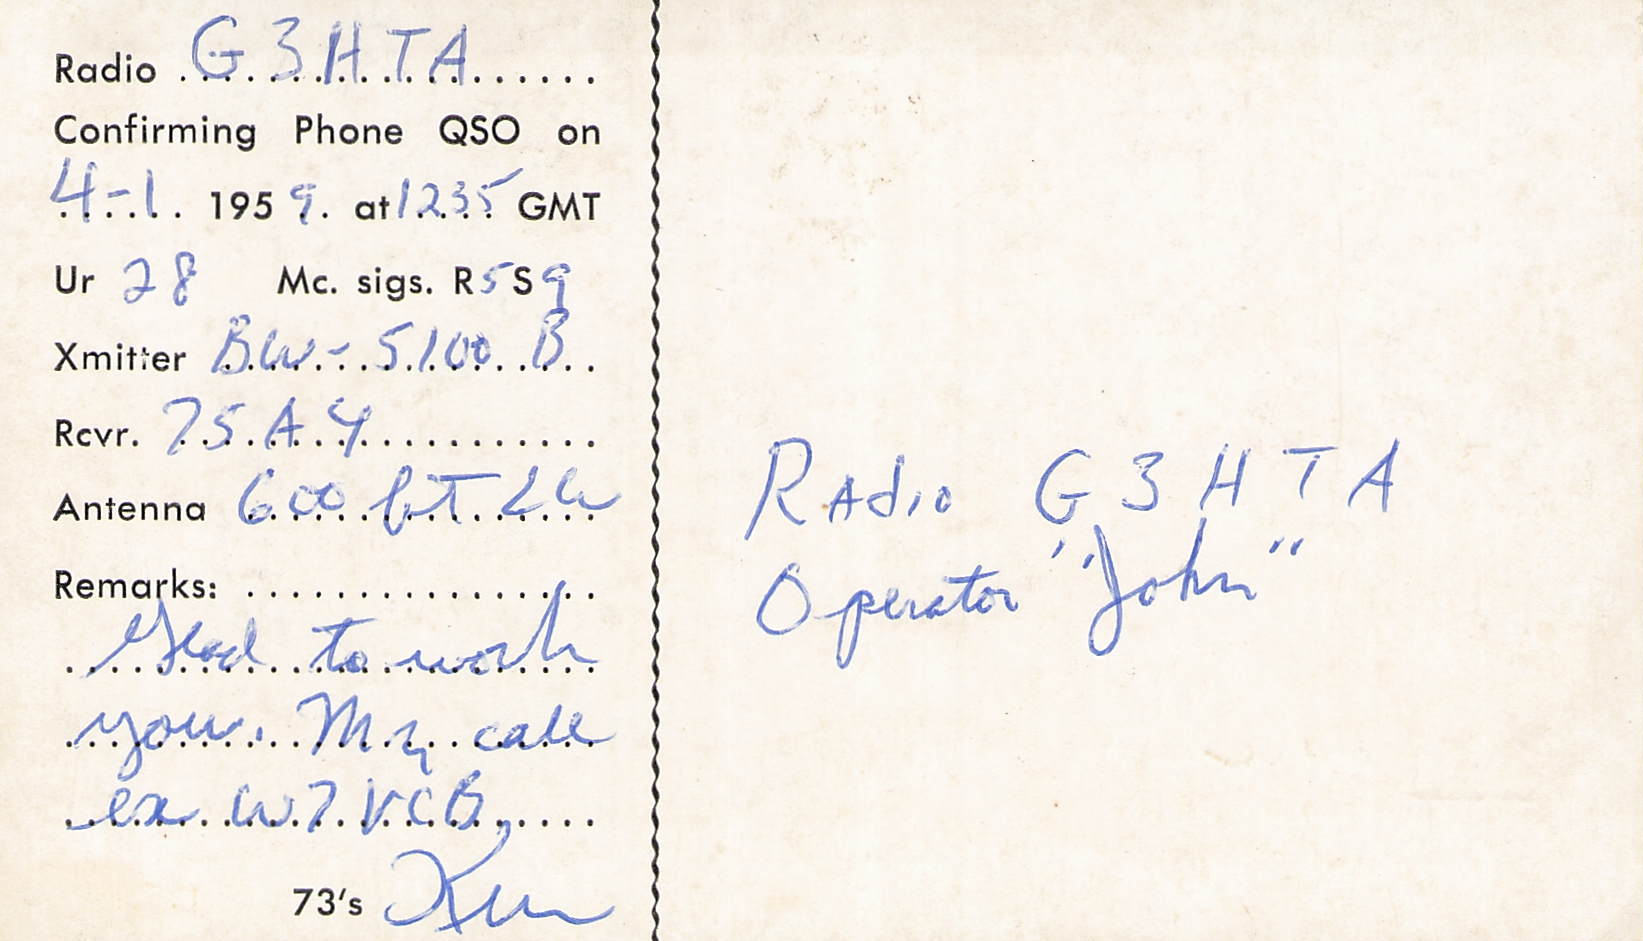 Radio G3HTA
Confirming Phone QSO on
4-1 1959. at 1235 GMT
Ur 28 Mc. sigs. R5 S9
Xmitter BW-5100 B
Rcvr. 75A4
Antenna 600 ft LW
Remarks:
Glad to work
you. My call
ex W7VCB,
73's Ken
Radio G3HTA
Operator "John"